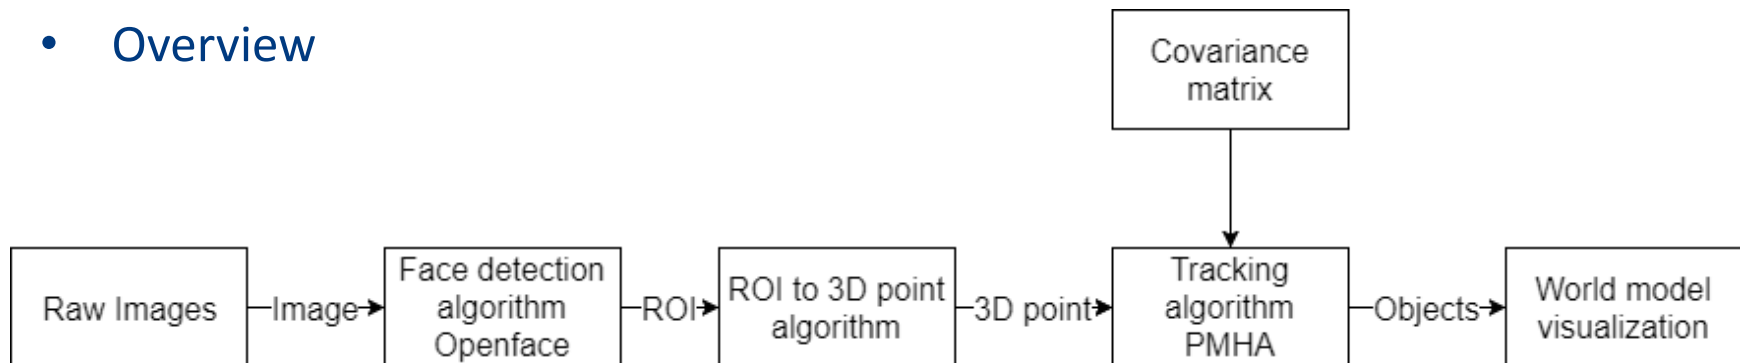 • Overview
Covariance
matrix
Raw Images
Image
Face detection
algorithm
Openface
ROI
ROI to 3D point
algorithm
3D point
Tracking
algorithm
PMHA
Objects
World model
visualization